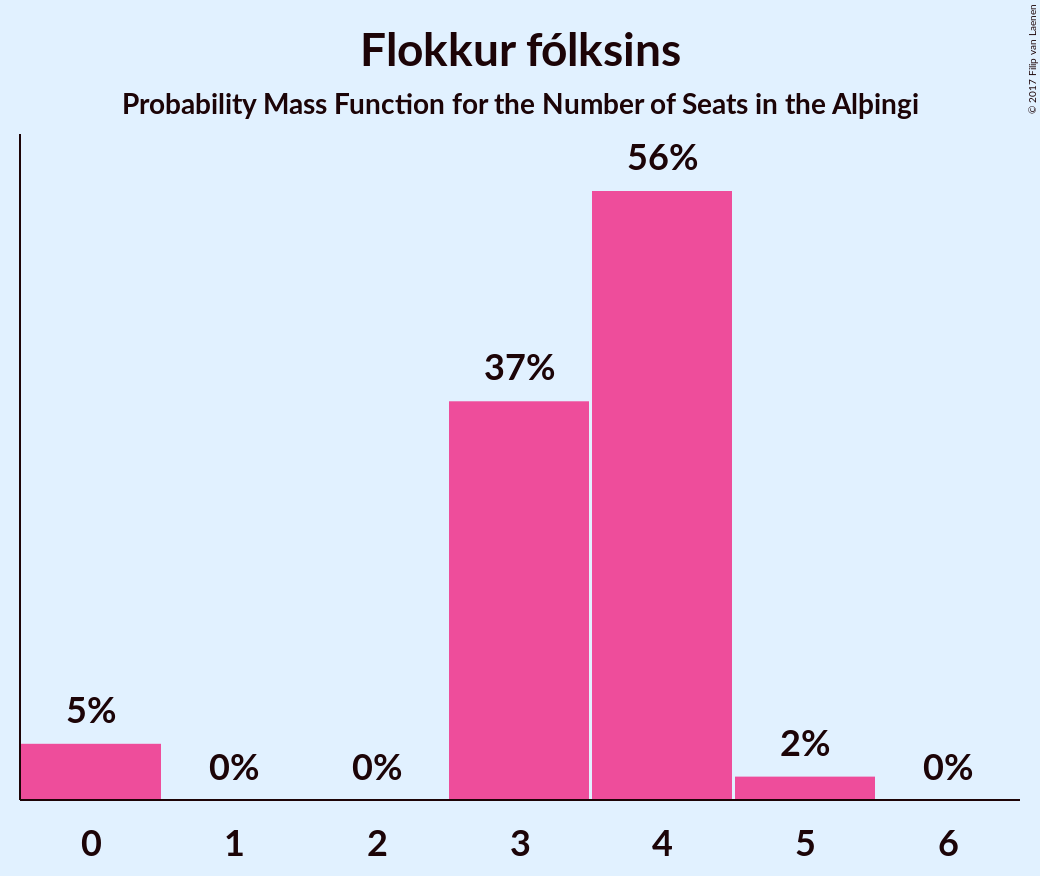 Flokkur fólksins
Probability Mass Function for the Number of Seats in the Alþingi
© 2017 Filip van Laenen
56%
37%
5%
0%
0%
2%
0%
0 1 2 3 4 5 6